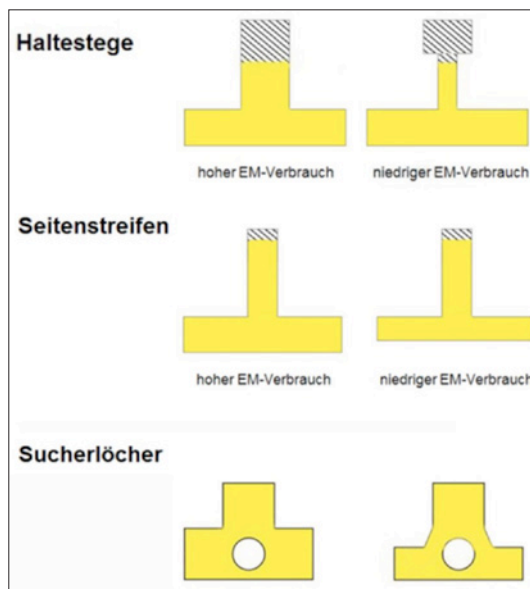 Haltestege
hoher EM-Verbrauch niedriger EM-Verbrauch
Seitenstreifen
hoher EM-Verbrauch niedriger EM-Verbrauch
Sucherlöcher